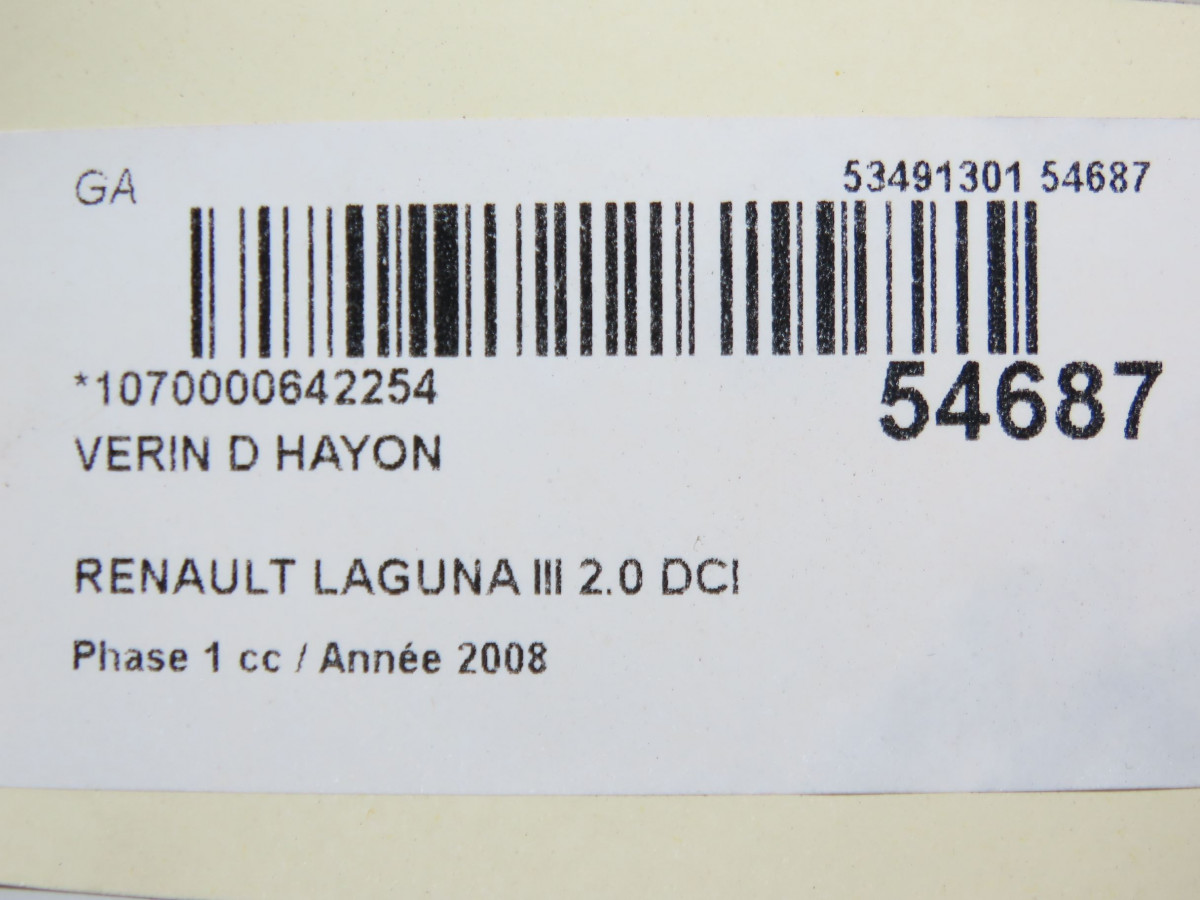 GA
53491301 54687
*1070000642254
54687
VERIN D HAYON
RENAULT LAGUNA III 2.0 DCI
Phase 1 cc / Année 2008